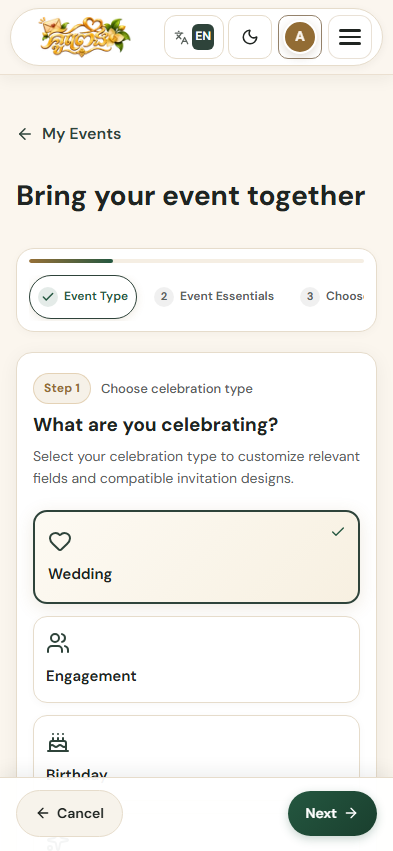 EN
A
My Events
Bring your event together
Event Type
2 Event Essentials
3 Choos
Step 1 Choose celebration type
What are you celebrating?
Select your celebration type to customize relevant
fields and compatible invitation designs.
Wedding
Engagement
Birthday
Cancel
Next